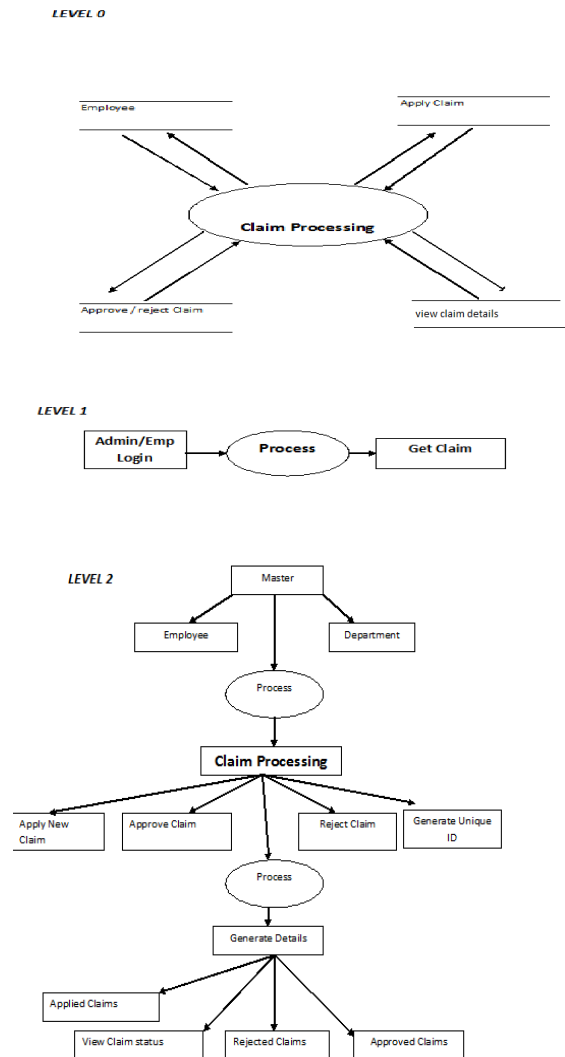 LEVEL 0
Employee
Apply Claim
Claim Processing
Approve / reject Claim
view claim details
LEVEL 1
Admin/Emp
Login
Process
Get Claim
LEVEL 2
Master
Employee
Department
Process
Claim Processing
Apply New
Claim
Approve Claim
Reject Claim
Generate Unique
ID
Process
Generate Details
Applied Claims
View Claim status
Rejected Claims
Approved Claims